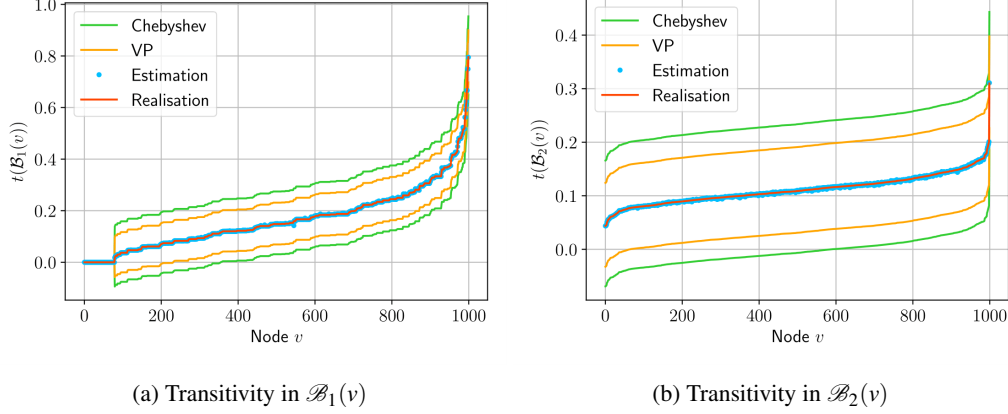 1.0
0.8
0.6
0.4
0.2
0.0
t(ℬ₁(v))
Chebyshev
VP
Estimation
Realisation
0 200 400 600 800 1000
Node v
0.4
0.3
0.2
0.1
0.0
t(ℬ₂(v))
Chebyshev
VP
Estimation
Realisation
0 200 400 600 800 1000
Node v
(a) Transitivity in ℬ₁(v)
(b) Transitivity in ℬ₂(v)